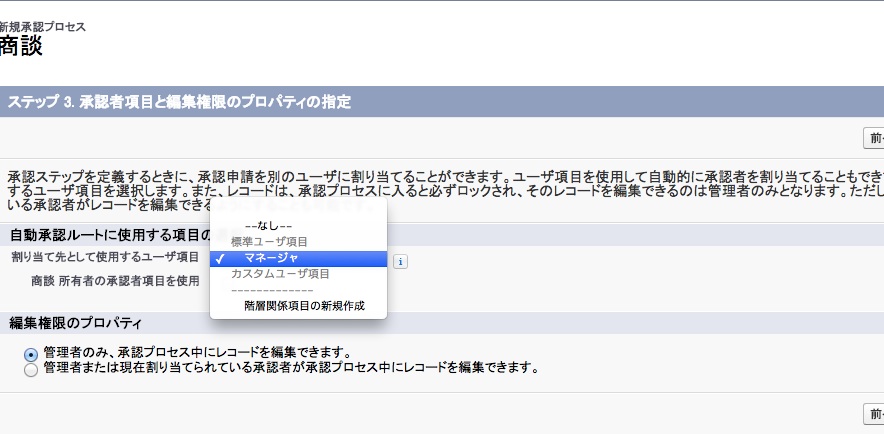 新規承認プロセス
商談
ステップ 3. 承認者項目と編集権限のプロパティの指定
前
承認ステップを定義するときに、承認申請を別のユーザに割り当てることができます。ユーザ項目を使用して自動的に承認者を割り当てることもでき
するユーザ項目を選択します。また、レコードは、承認プロセスに入ると必ずロックされ、そのレコードを編集できるのは管理者のみとなります。ただし
いる承認者がレコードを編集できる
--なし--
自動承認ルートに使用する項目の
標準ユーザ項目
割り当て先として使用するユーザ項目
✓ マネージャ
i
カスタムユーザ項目
商談 所有者の承認者項目を使用
-------------
階層関係項目の新規作成
編集権限のプロパティ
管理者のみ、承認プロセス中にレコードを編集できます。
管理者または現在割り当てられている承認者が承認プロセス中にレコードを編集できます。
前